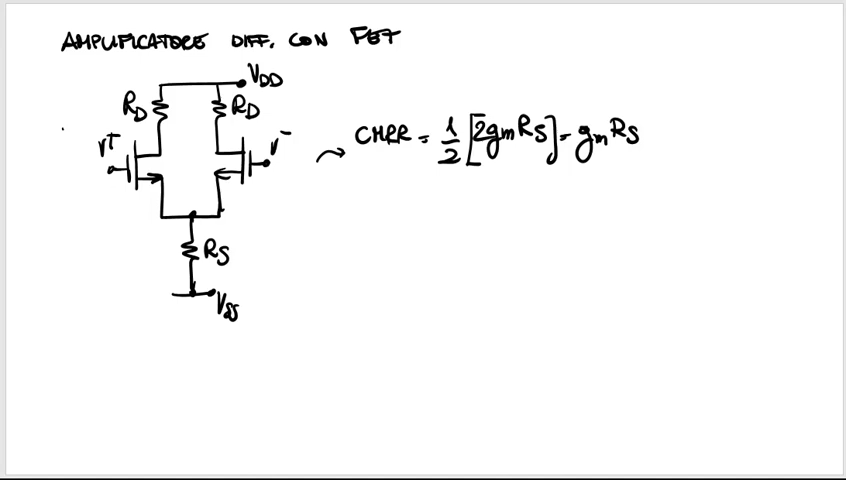 AMPLIFICATORE DIFF. CON FET
VDD
RD RD
V+ V-
CMRR = 1/2 [2gmRS] = gmRS
RS
VSS